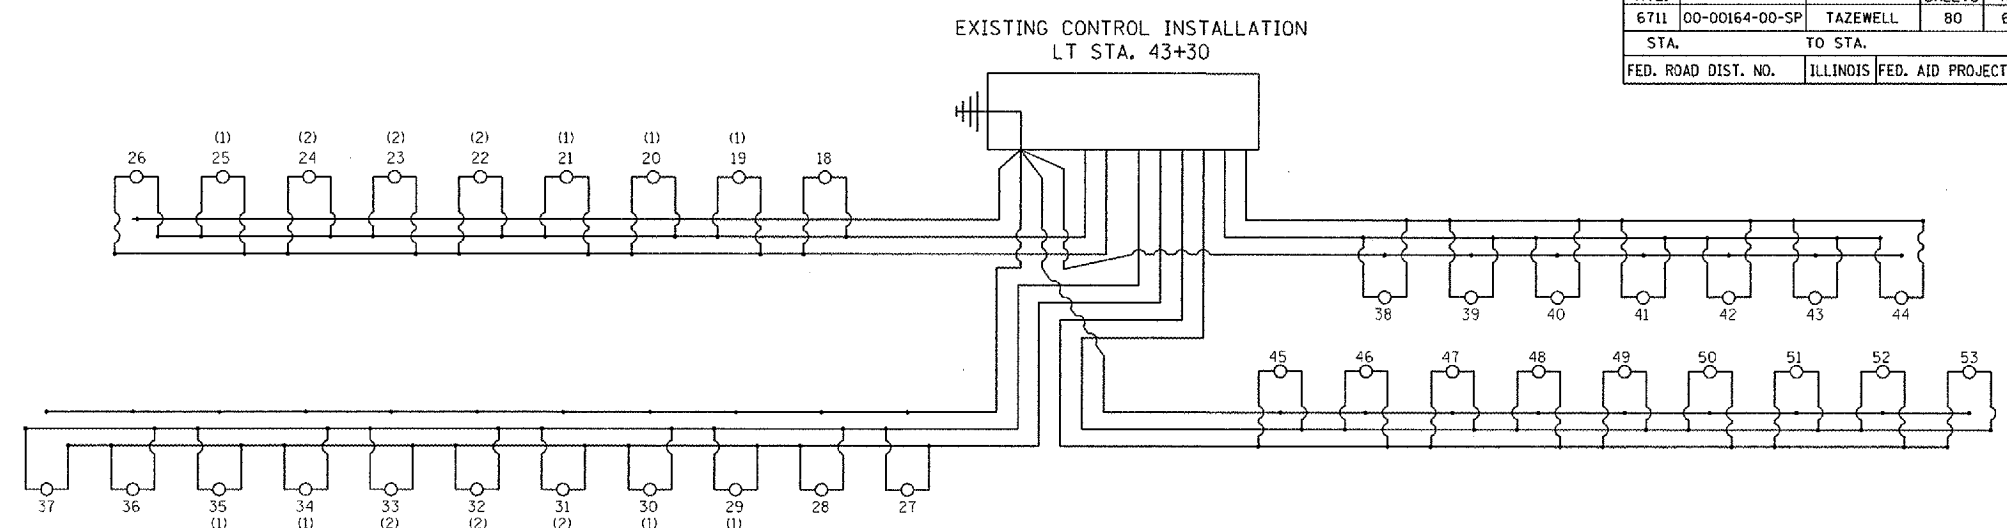 EXISTING CONTROL INSTALLATION
LT STA. 43+30
6711 00-00164-00-SP TAZEWELL 80
STA. TO STA.
FED. ROAD DIST. NO. ILLINOIS FED. AID PROJECT
(1) (2) (2) (2) (1) (1) (1)
26 25 24 23 22 21 20 19 18
38 39 40 41 42 43 44
45 46 47 48 49 50 51 52 53
37 36 35 34 33 32 31 30 29 28 27
(1) (1) (2) (2) (2) (1) (1)